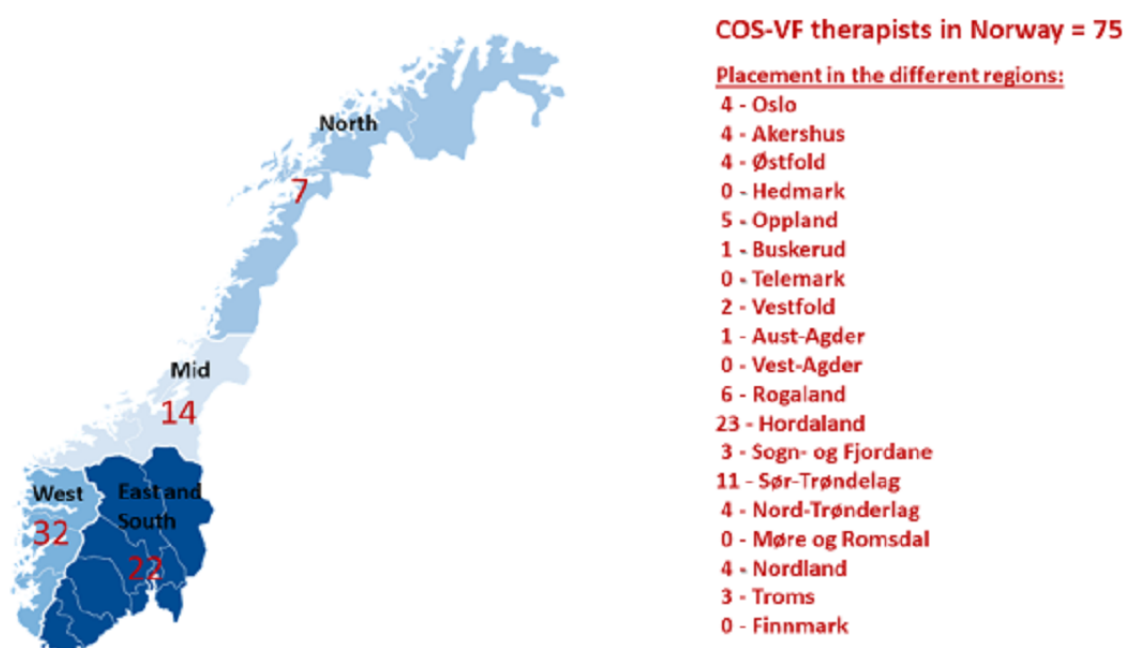 COS-VF therapists in Norway = 75
Placement in the different regions:
4 - Oslo
4 - Akershus
4 - Østfold
0 - Hedmark
5 - Oppland
1 - Buskerud
0 - Telemark
2 - Vestfold
1 - Aust-Agder
0 - Vest-Agder
6 - Rogaland
23 - Hordaland
3 - Sogn- og Fjordane
11 - Sør-Trøndelag
4 - Nord-Trønderlag
0 - Møre og Romsdal
4 - Nordland
3 - Troms
0 - Finnmark
North
7
Mid
14
West
32
East and
South
22